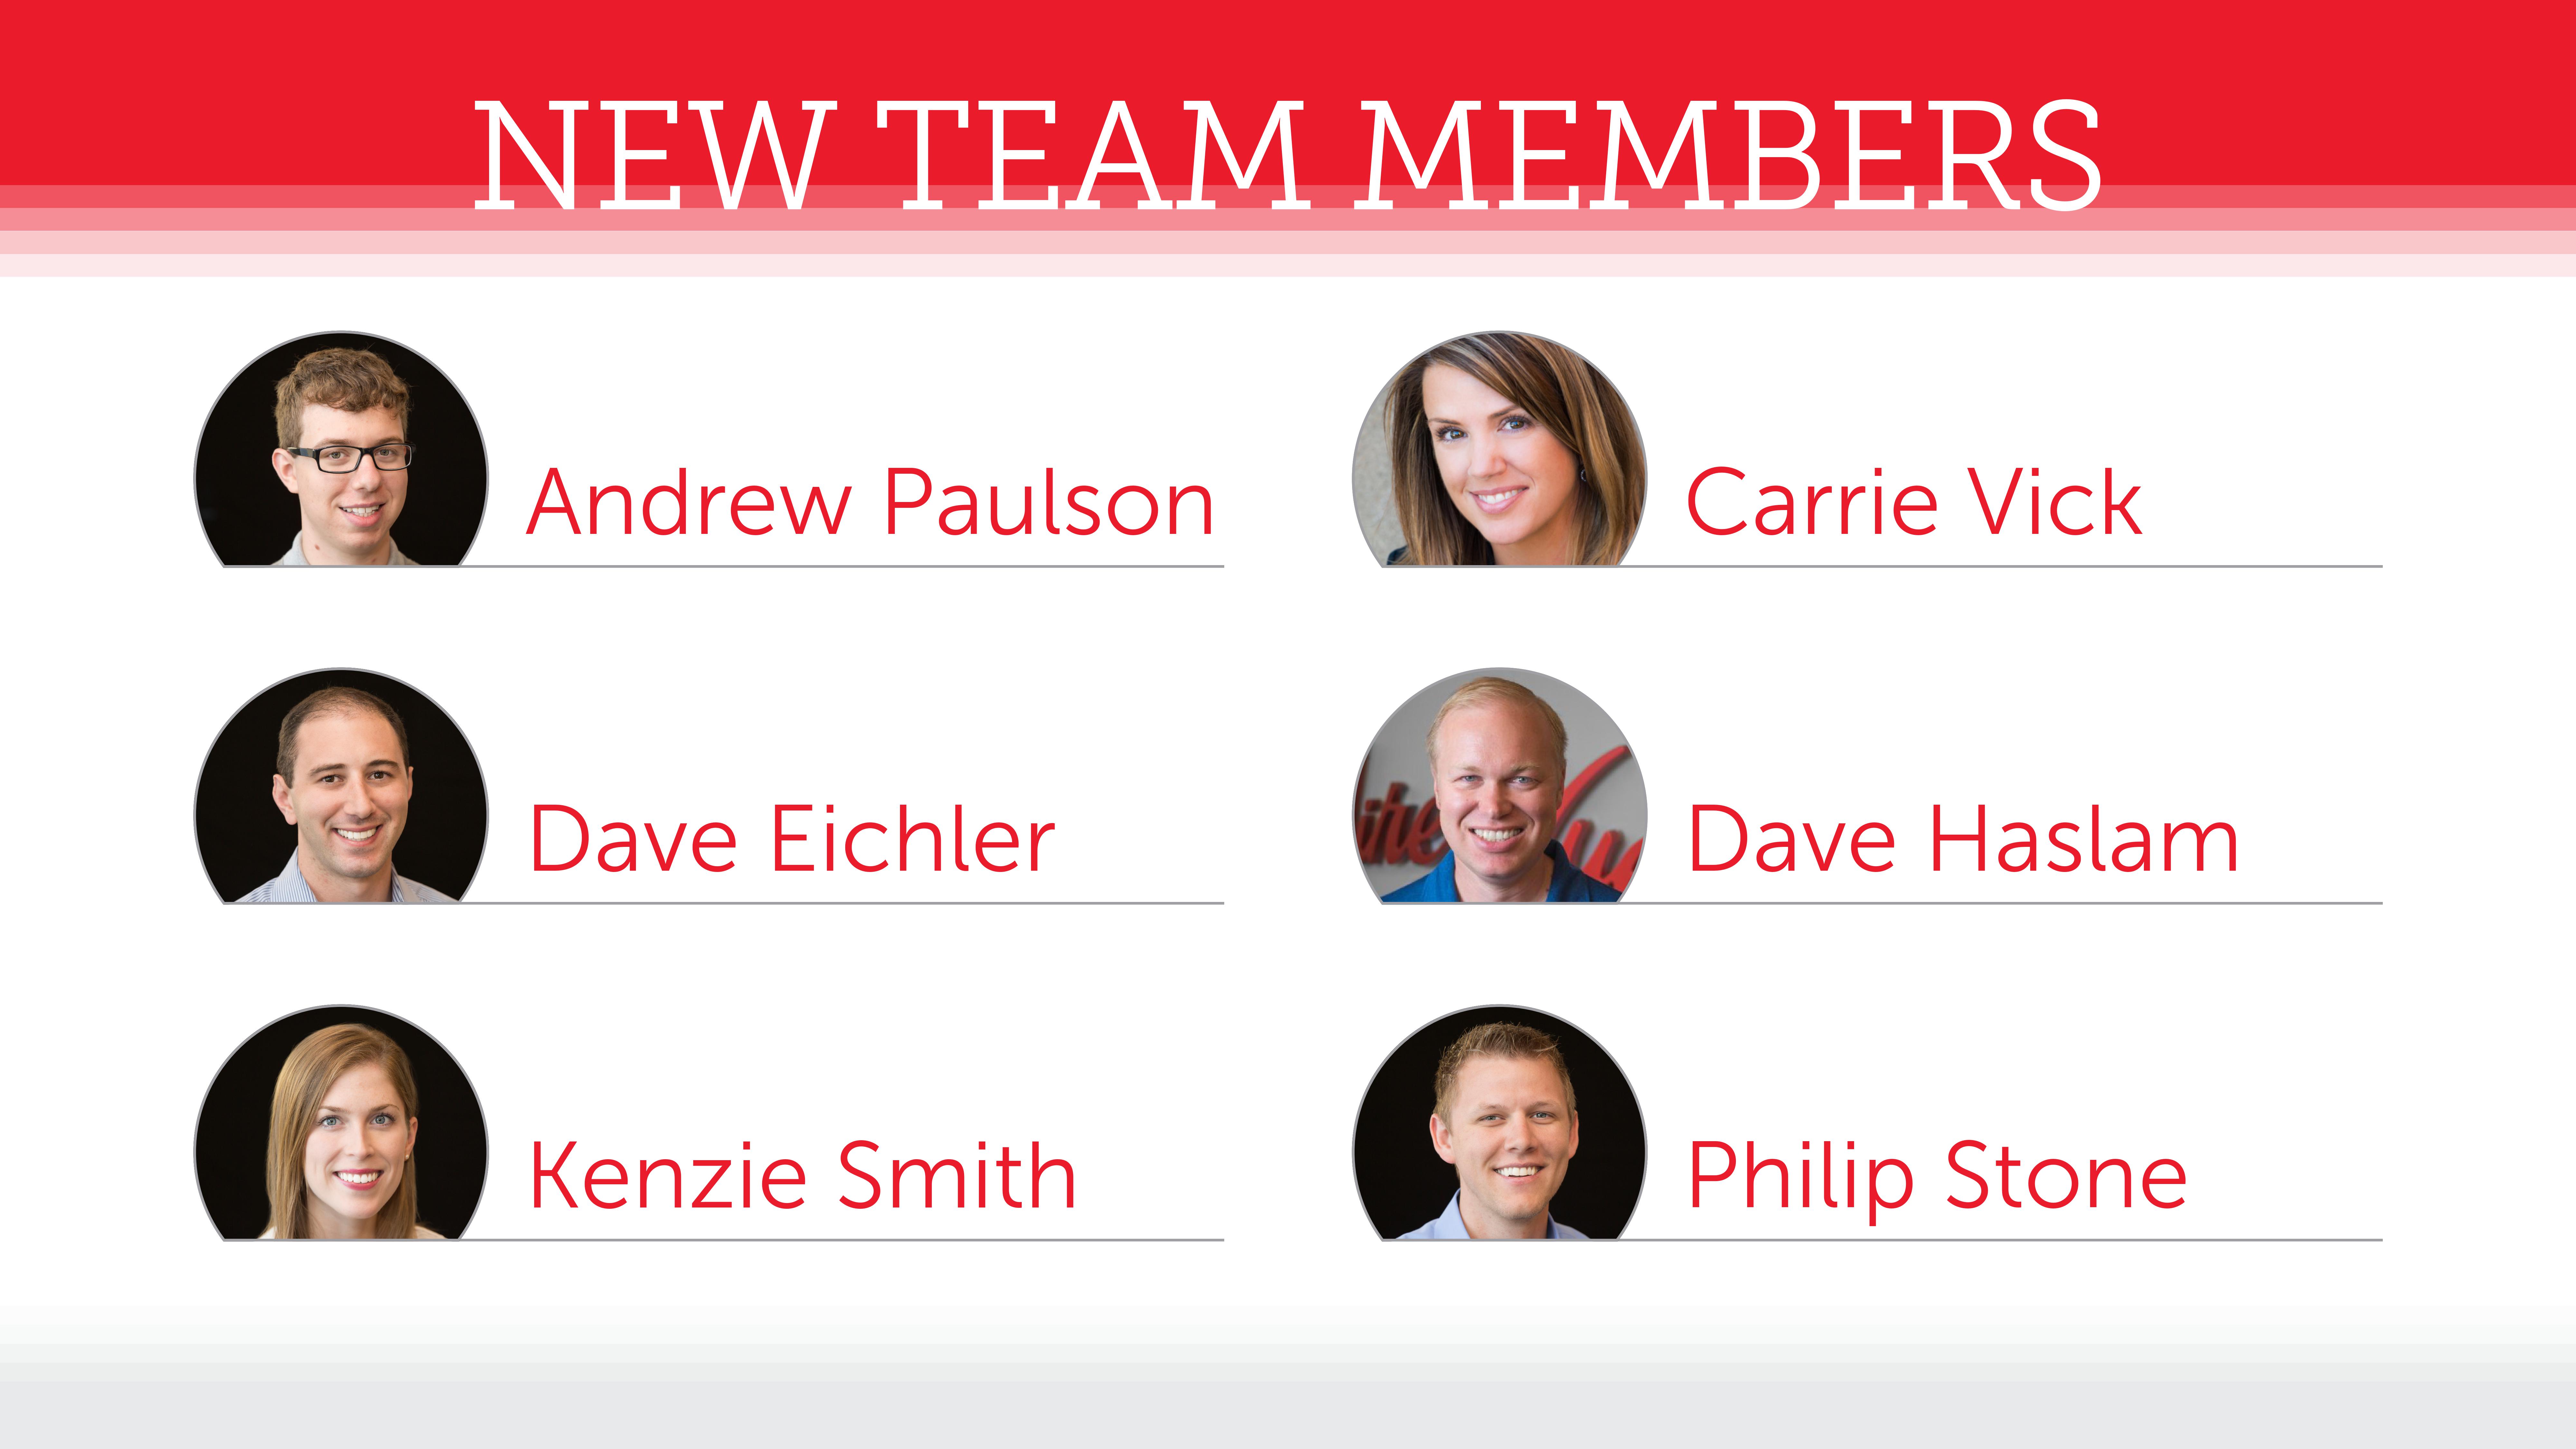 NEW TEAM MEMBERS
Andrew Paulson
Carrie Vick
Dave Eichler
Dave Haslam
Kenzie Smith
Philip Stone